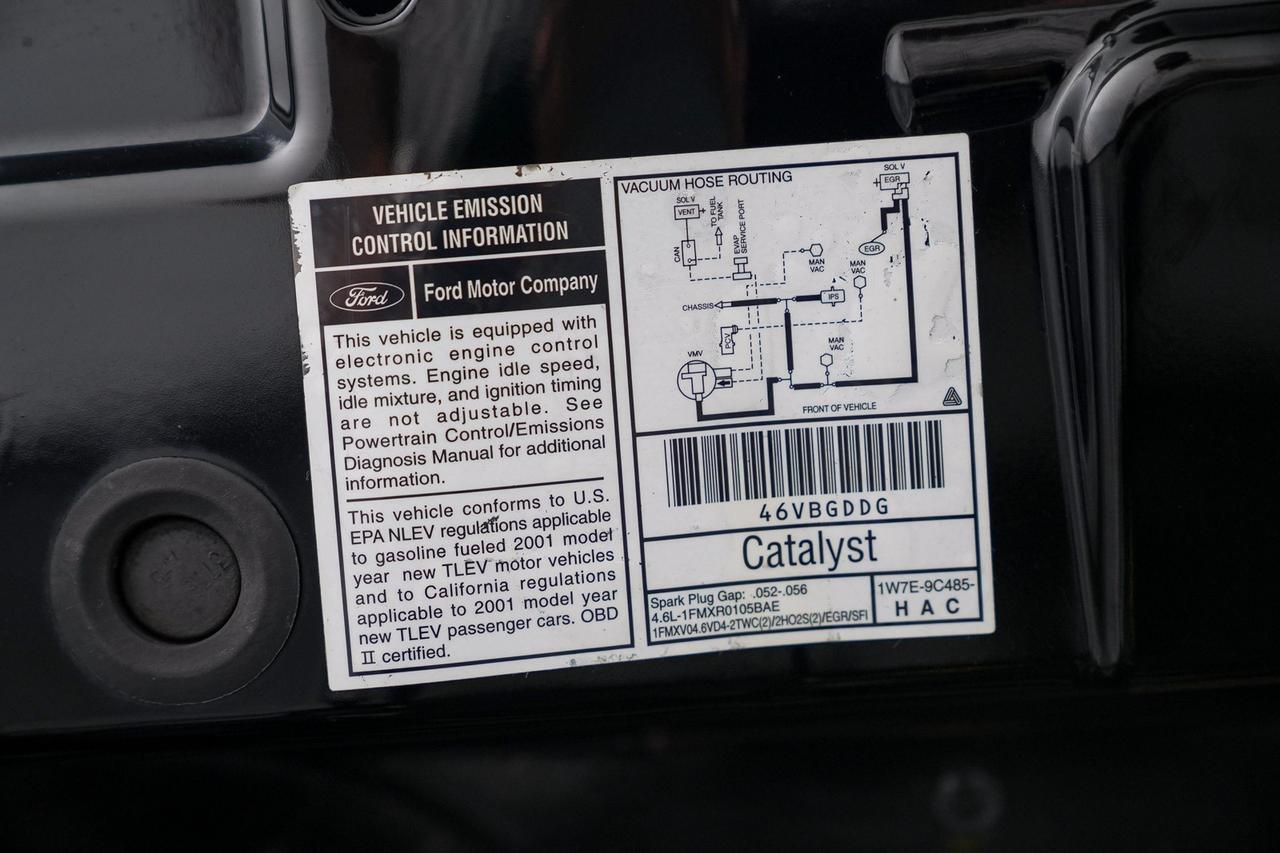 VEHICLE EMISSION
CONTROL INFORMATION
Ford
Ford Motor Company
This vehicle is equipped with
electronic engine control
systems. Engine idle speed,
idle mixture, and ignition timing
are not adjustable. See
Powertrain Control/Emissions
Diagnosis Manual for additional
information.
This vehicle conforms to U.S.
EPA NLEV regulations applicable
to gasoline fueled 2001 model
year new TLEV motor vehicles
and to California regulations
applicable to 2001 model year
new TLEV passenger cars. OBD
II certified.
VACUUM HOSE ROUTING
SOL V
VENT
+
TO FUEL
TANK
EVAP
SERVICE PORT
CAN
SOL V
+
EGR
EGR
MAN
VAC
MAN
VAC
CHASSIS
IPS
PCV
MAN
VAC
VMV
FRONT OF VEHICLE
46VBGDDG
Catalyst
Spark Plug Gap: .052-.056
4.6L-1FMXR0105BAE
1FMXV04.6VD4-2TWC(2)/2HO2S(2)/EGR/SFI
1W7E-9C485-
HAC